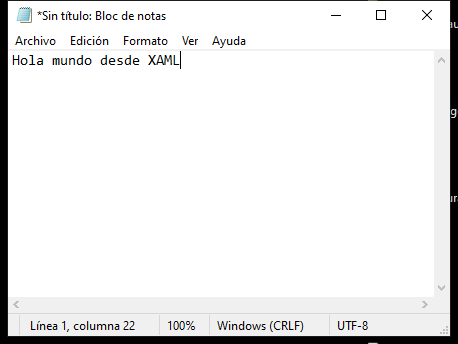 *Sin título: Bloc de notas
Archivo Edición Formato Ver Ayuda
Hola mundo desde XAML
Línea 1, columna 22 100% Windows (CRLF) UTF-8